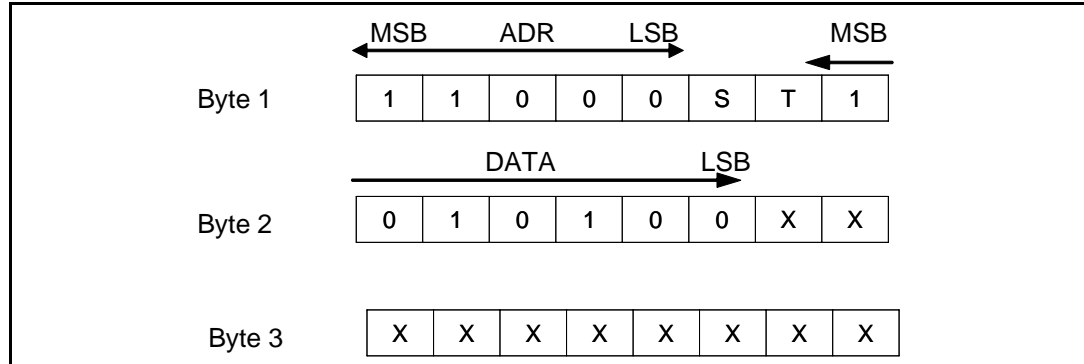 MSB ADR LSB MSB
Byte 1 1 1 0 0 0 S T 1
DATA LSB
Byte 2 0 1 0 1 0 0 X X
Byte 3 X X X X X X X X